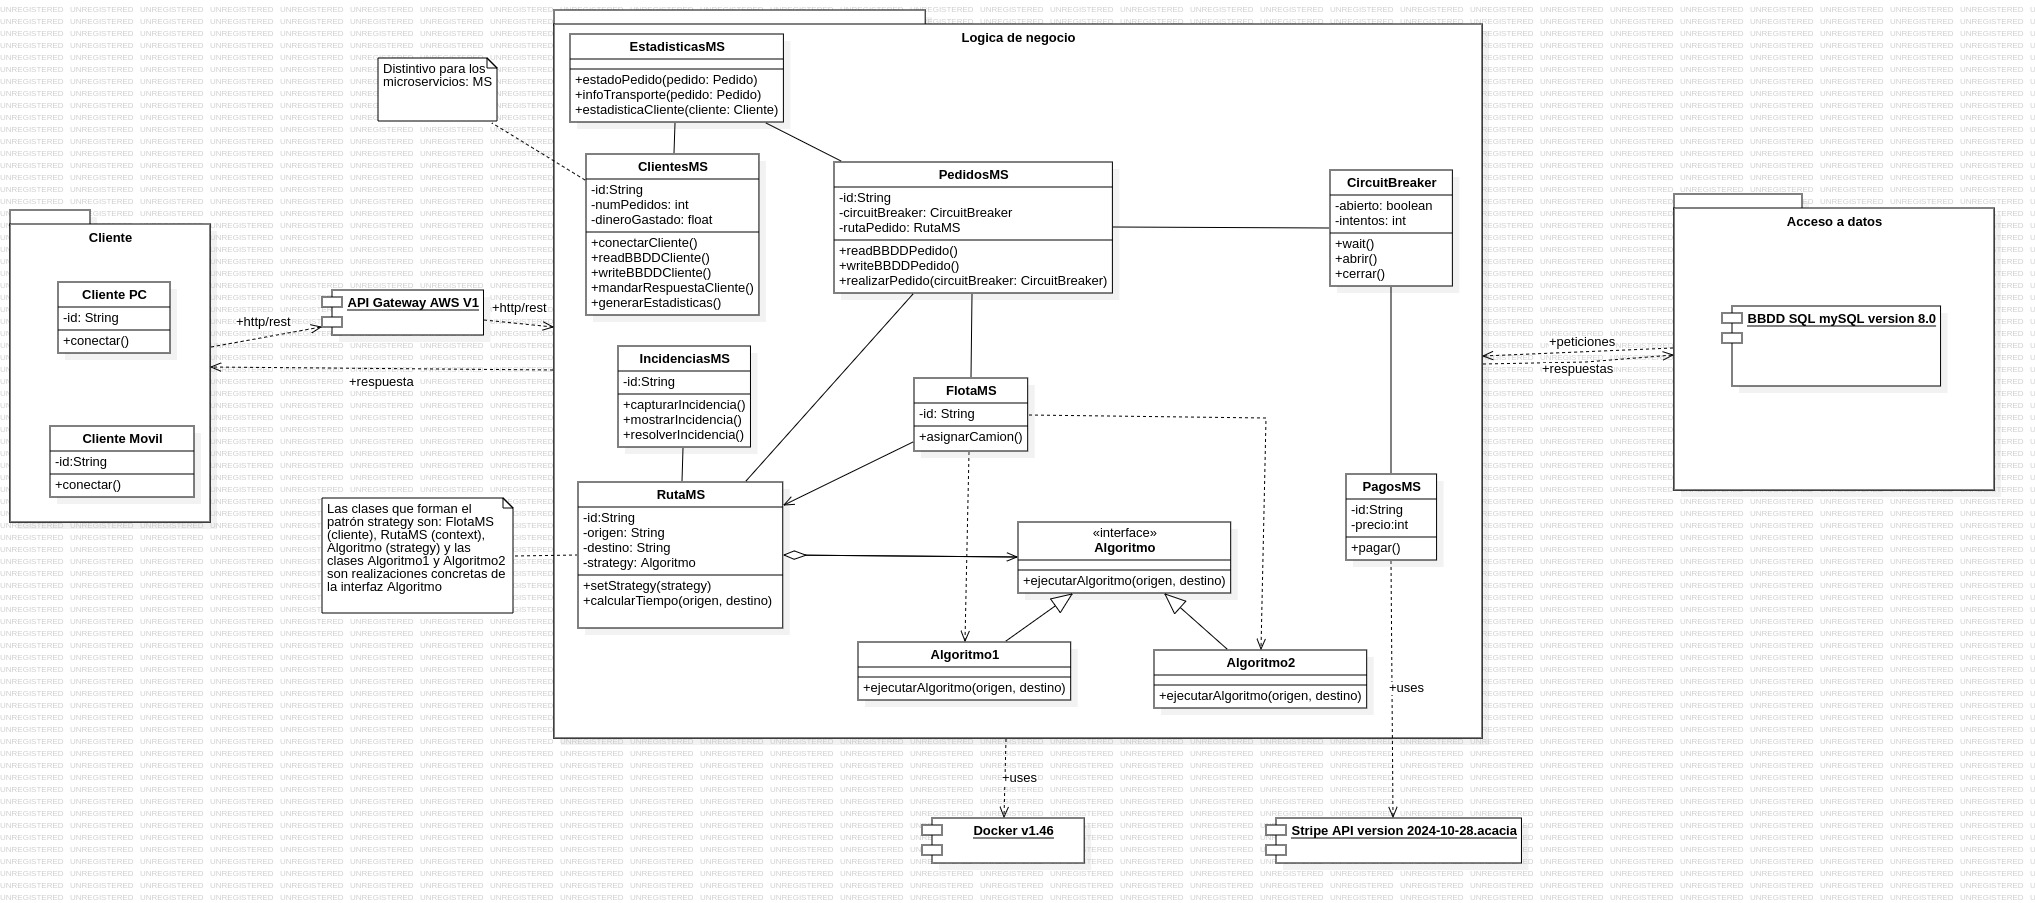 Logica de negocio
EstadisticasMS
+estadoPedido(pedido: Pedido)
+infoTransporte(pedido: Pedido)
+estadisticaCliente(cliente: Cliente)
Distintivo para los
microservicios: MS
ClientesMS
-id:String
-numPedidos: int
-dineroGastado: float
+conectarCliente()
+readBBDDCliente()
+writeBBDDCliente()
+mandarRespuestaCliente()
+generarEstadisticas()
PedidosMS
-id:String
-circuitBreaker: CircuitBreaker
-rutaPedido: RutaMS
+readBBDDPedido()
+writeBBDDPedido()
+realizarPedido(circuitBreaker: CircuitBreaker)
CircuitBreaker
-abierto: boolean
-intentos: int
+wait()
+abrir()
+cerrar()
Acceso a datos
BBDD SQL mySQL version 8.0
+peticiones
+respuestas
Cliente
Cliente PC
-id: String
+conectar()
Cliente Movil
-id:String
+conectar()
+http/rest
API Gateway AWS V1
+http/rest
+respuesta
IncidenciasMS
-id:String
+capturarIncidencia()
+mostrarIncidencia()
+resolverIncidencia()
FlotaMS
-id: String
+asignarCamion()
Las clases que forman el
patrón strategy son: FlotaMS
(cliente), RutaMS (context),
Algoritmo (strategy) y las
clases Algoritmo1 y Algoritmo2
son realizaciones concretas de
la interfaz Algoritmo
RutaMS
-id:String
-origen: String
-destino: String
-strategy: Algoritmo
+setStrategy(strategy)
+calcularTiempo(origen, destino)
«interface»
Algoritmo
+ejecutarAlgoritmo(origen, destino)
PagosMS
-id:String
-precio:int
+pagar()
Algoritmo1
+ejecutarAlgoritmo(origen, destino)
Algoritmo2
+ejecutarAlgoritmo(origen, destino)
+uses
+uses
Docker v1.46
Stripe API version 2024-10-28.acacia
UNREGISTERED